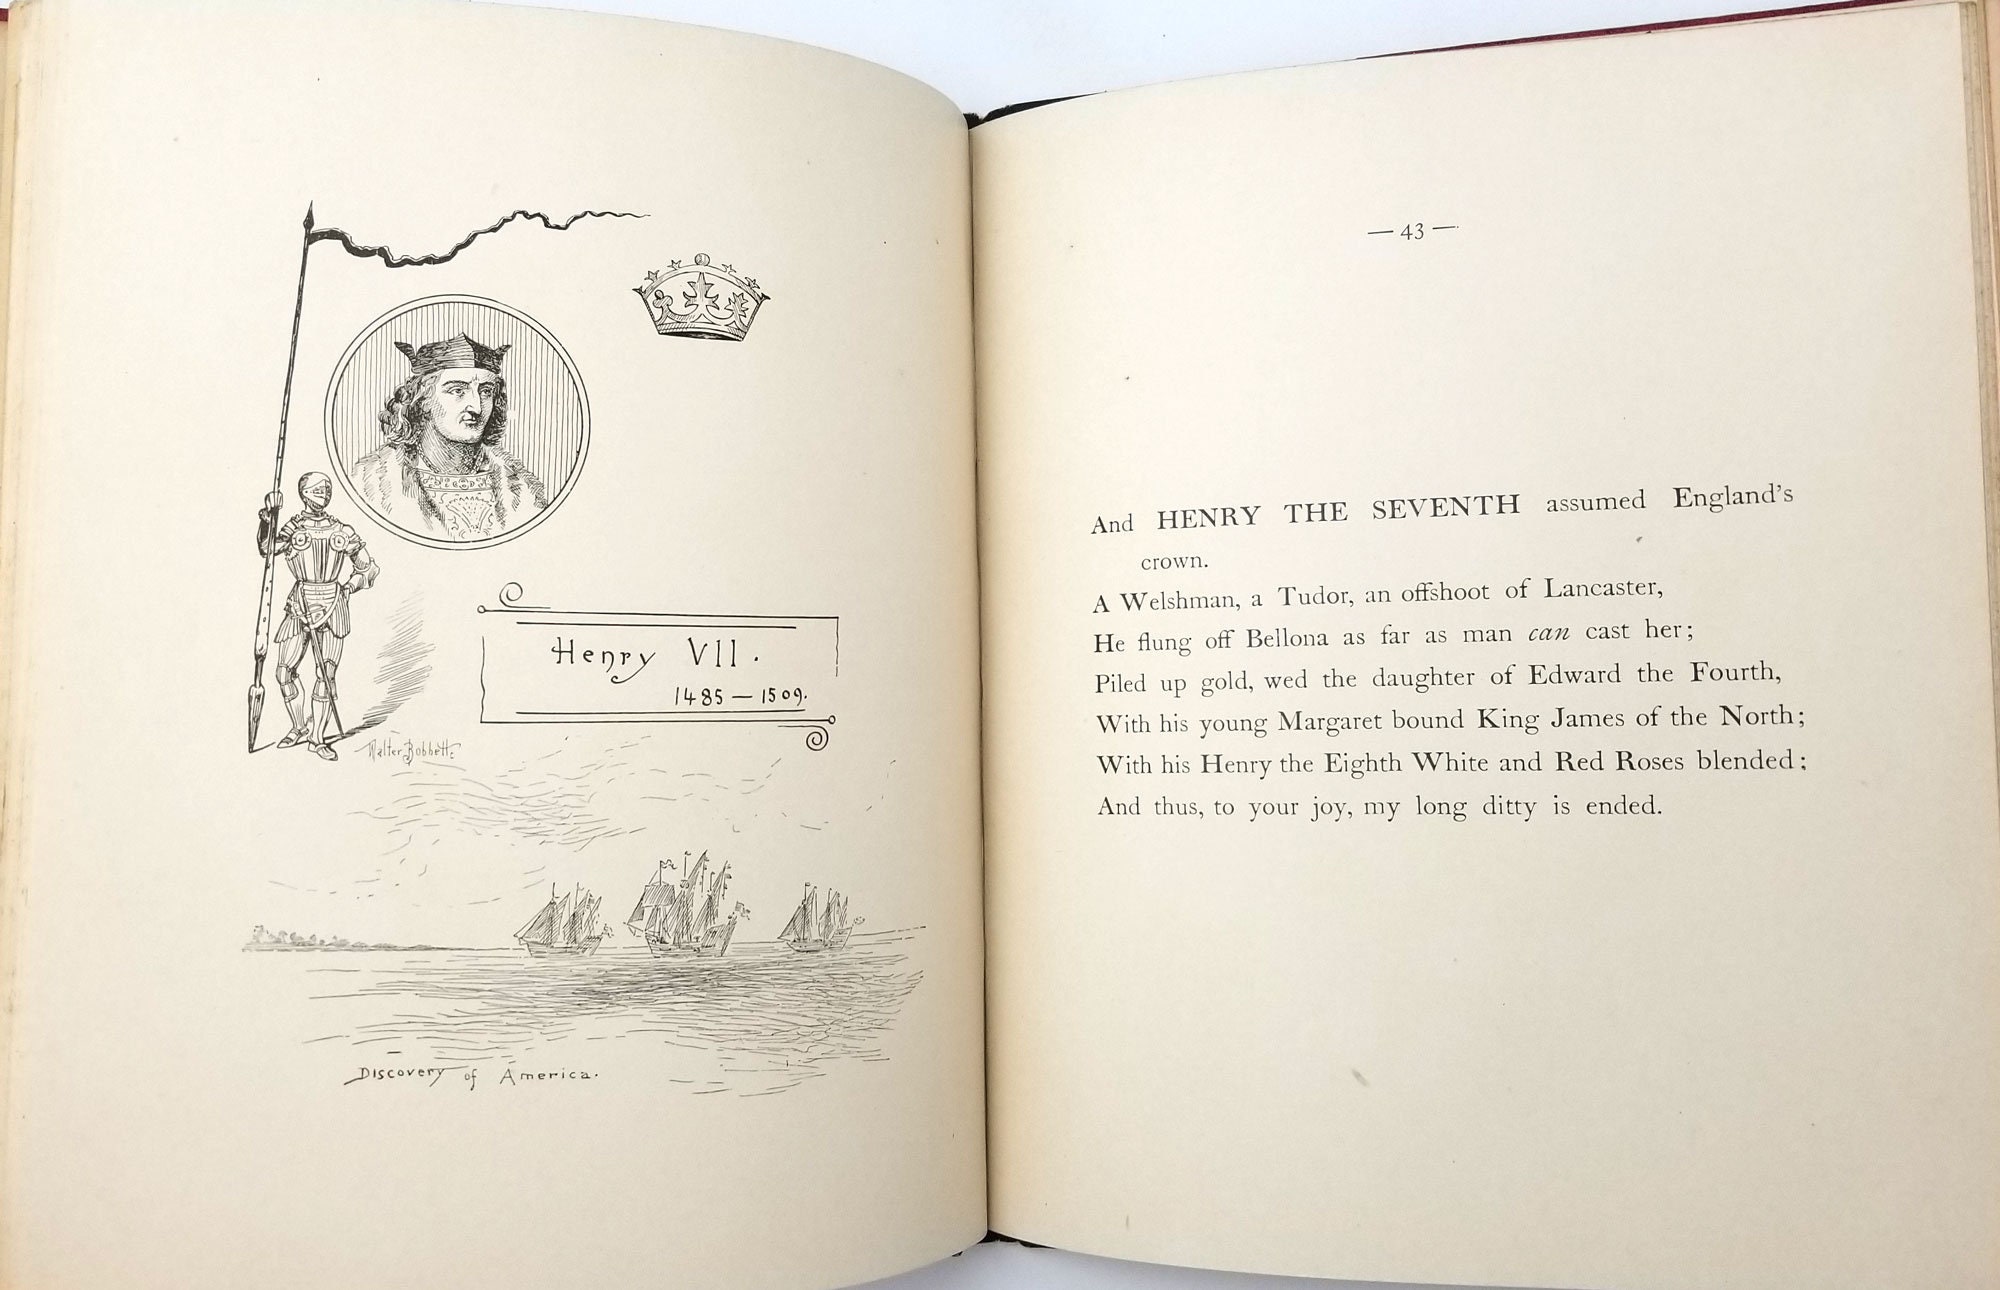 Henry VII.
1485 — 1509.
Walter Bobbett
Discovery of America.
— 43 —
And HENRY THE SEVENTH assumed England's
crown.
A Welshman, a Tudor, an offshoot of Lancaster,
He flung off Bellona as far as man can cast her;
Piled up gold, wed the daughter of Edward the Fourth,
With his young Margaret bound King James of the North;
With his Henry the Eighth White and Red Roses blended;
And thus, to your joy, my long ditty is ended.